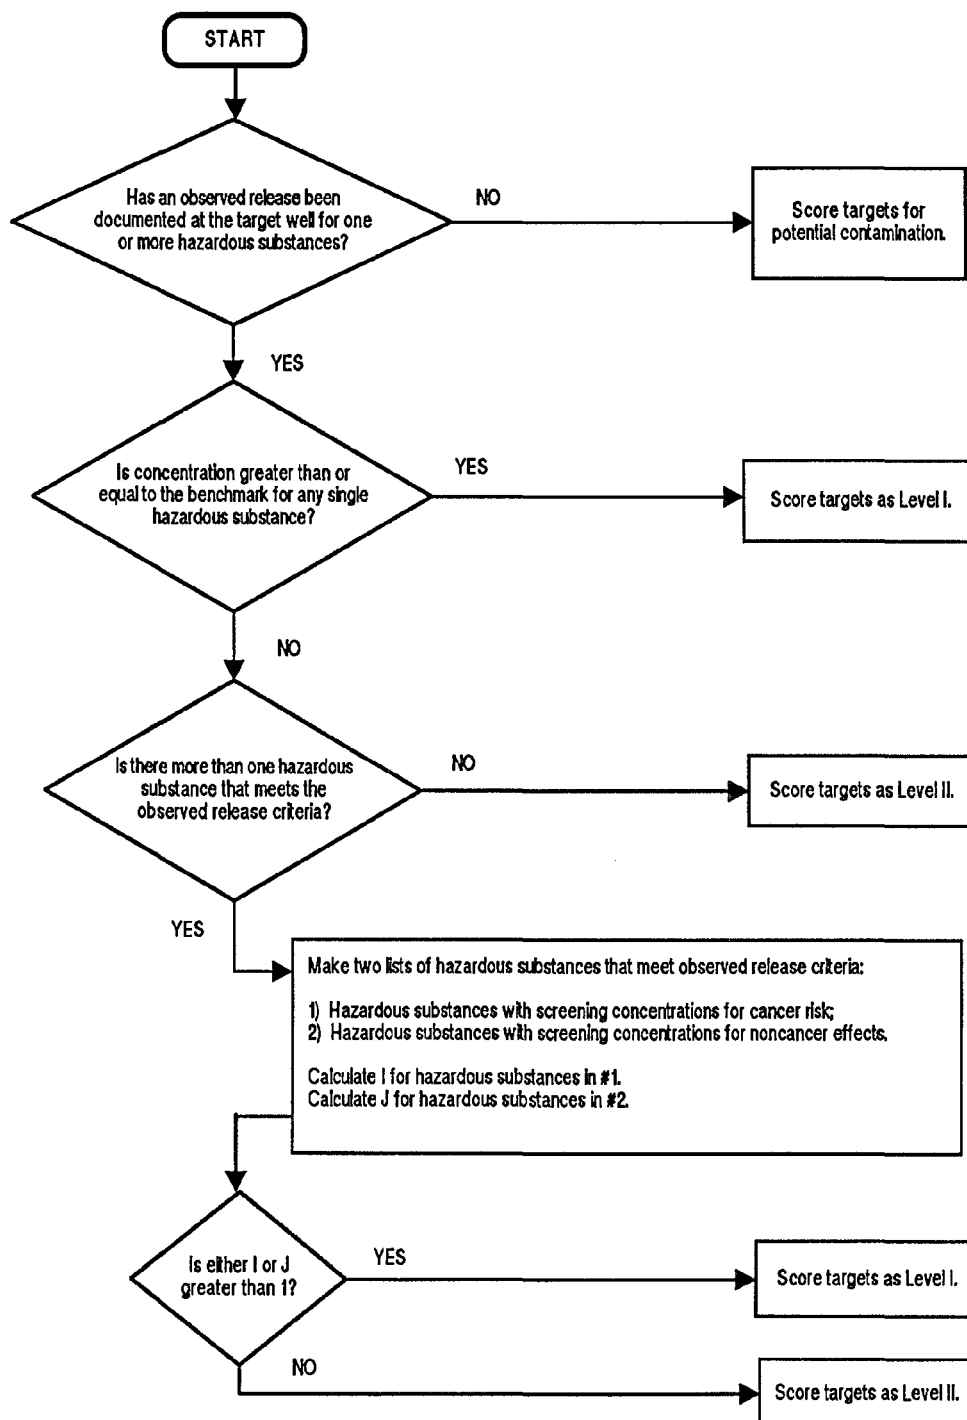 START
Has an observed release been
documented at the target well for one
or more hazardous substances?
NO
Score targets for
potential contamination.
YES
Is concentration greater than or
equal to the benchmark for any single
hazardous substance?
YES
Score targets as Level I.
NO
Is there more than one hazardous
substance that meets the
observed release criteria?
NO
Score targets as Level II.
YES
Make two lists of hazardous substances that meet observed release criteria:
1) Hazardous substances with screening concentrations for cancer risk;
2) Hazardous substances with screening concentrations for noncancer effects.
Calculate I for hazardous substances in #1.
Calculate J for hazardous substances in #2.
Is either I or J
greater than 1?
YES
Score targets as Level I.
NO
Score targets as Level II.